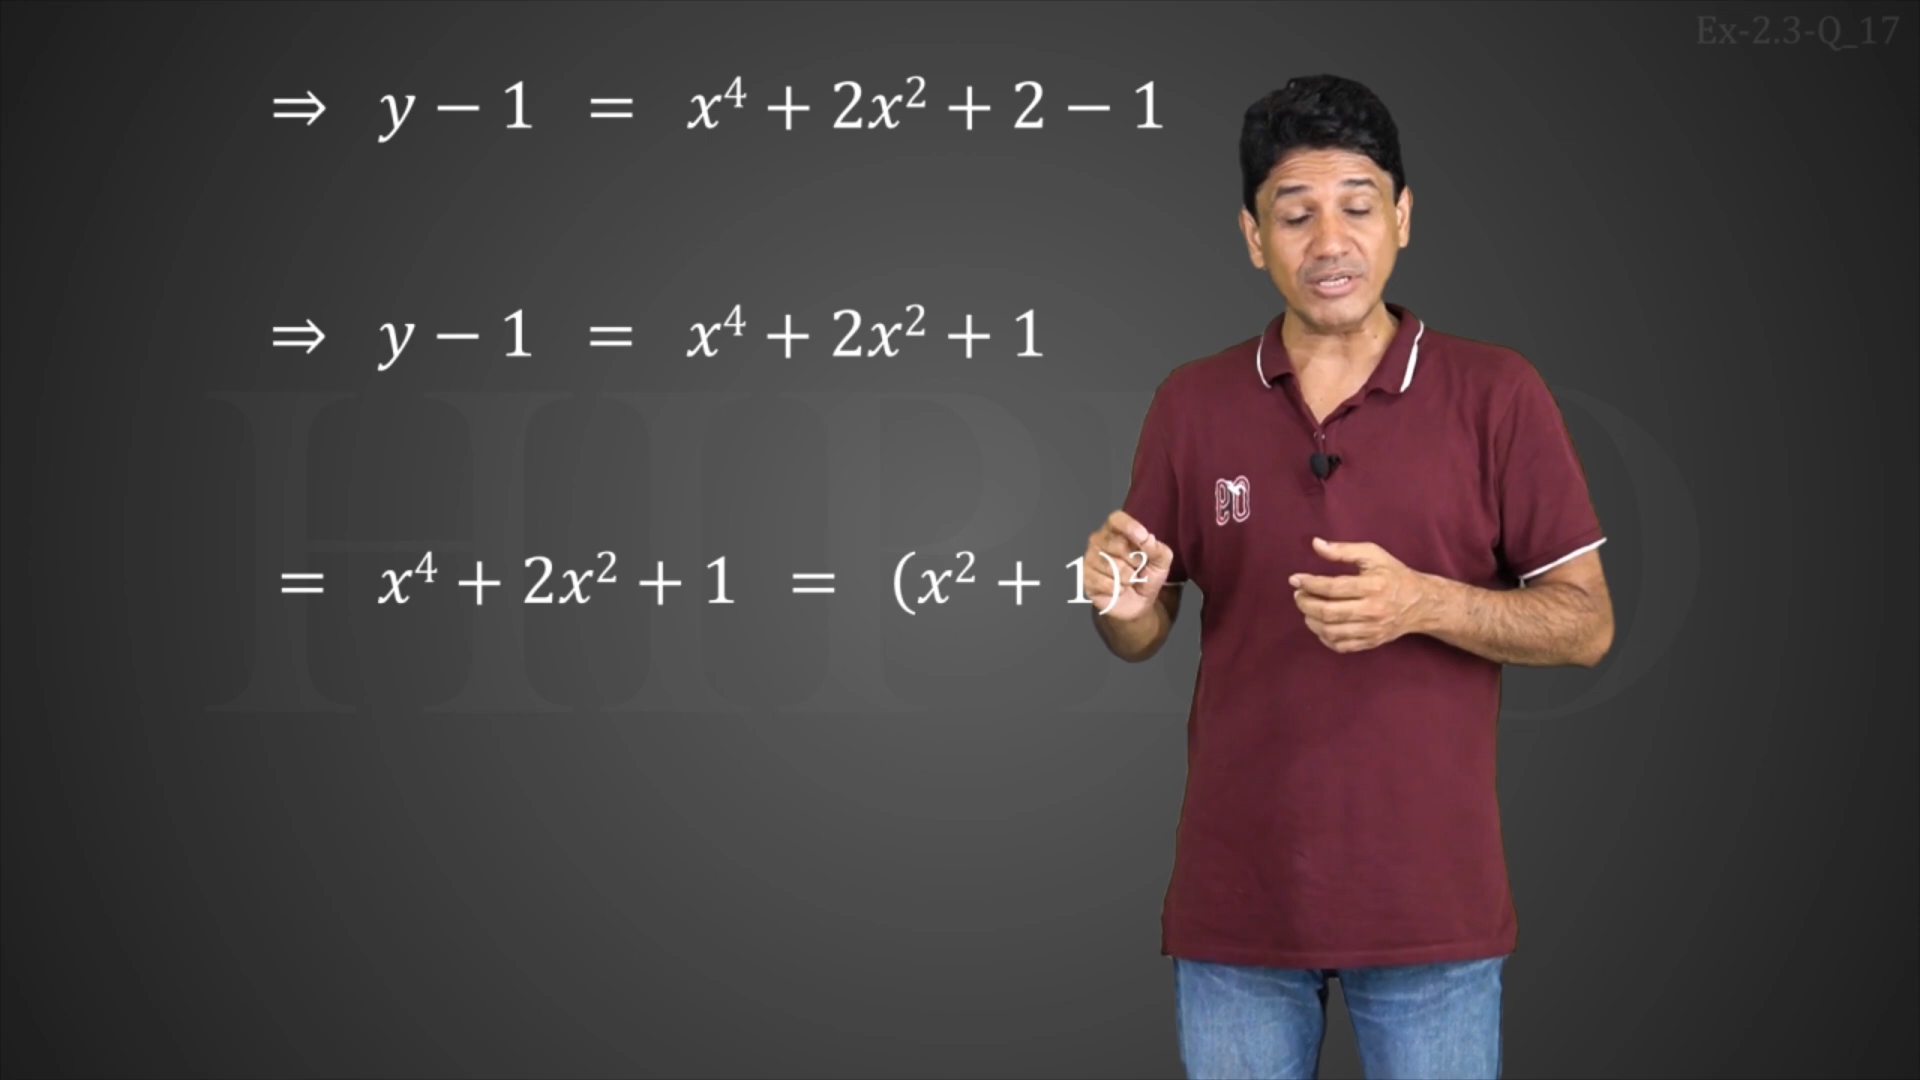 Ex-2.3-Q_17
⇒ y − 1 = x⁴ + 2x² + 2 − 1
⇒ y − 1 = x⁴ + 2x² + 1
= x⁴ + 2x² + 1 = (x² + 1)²